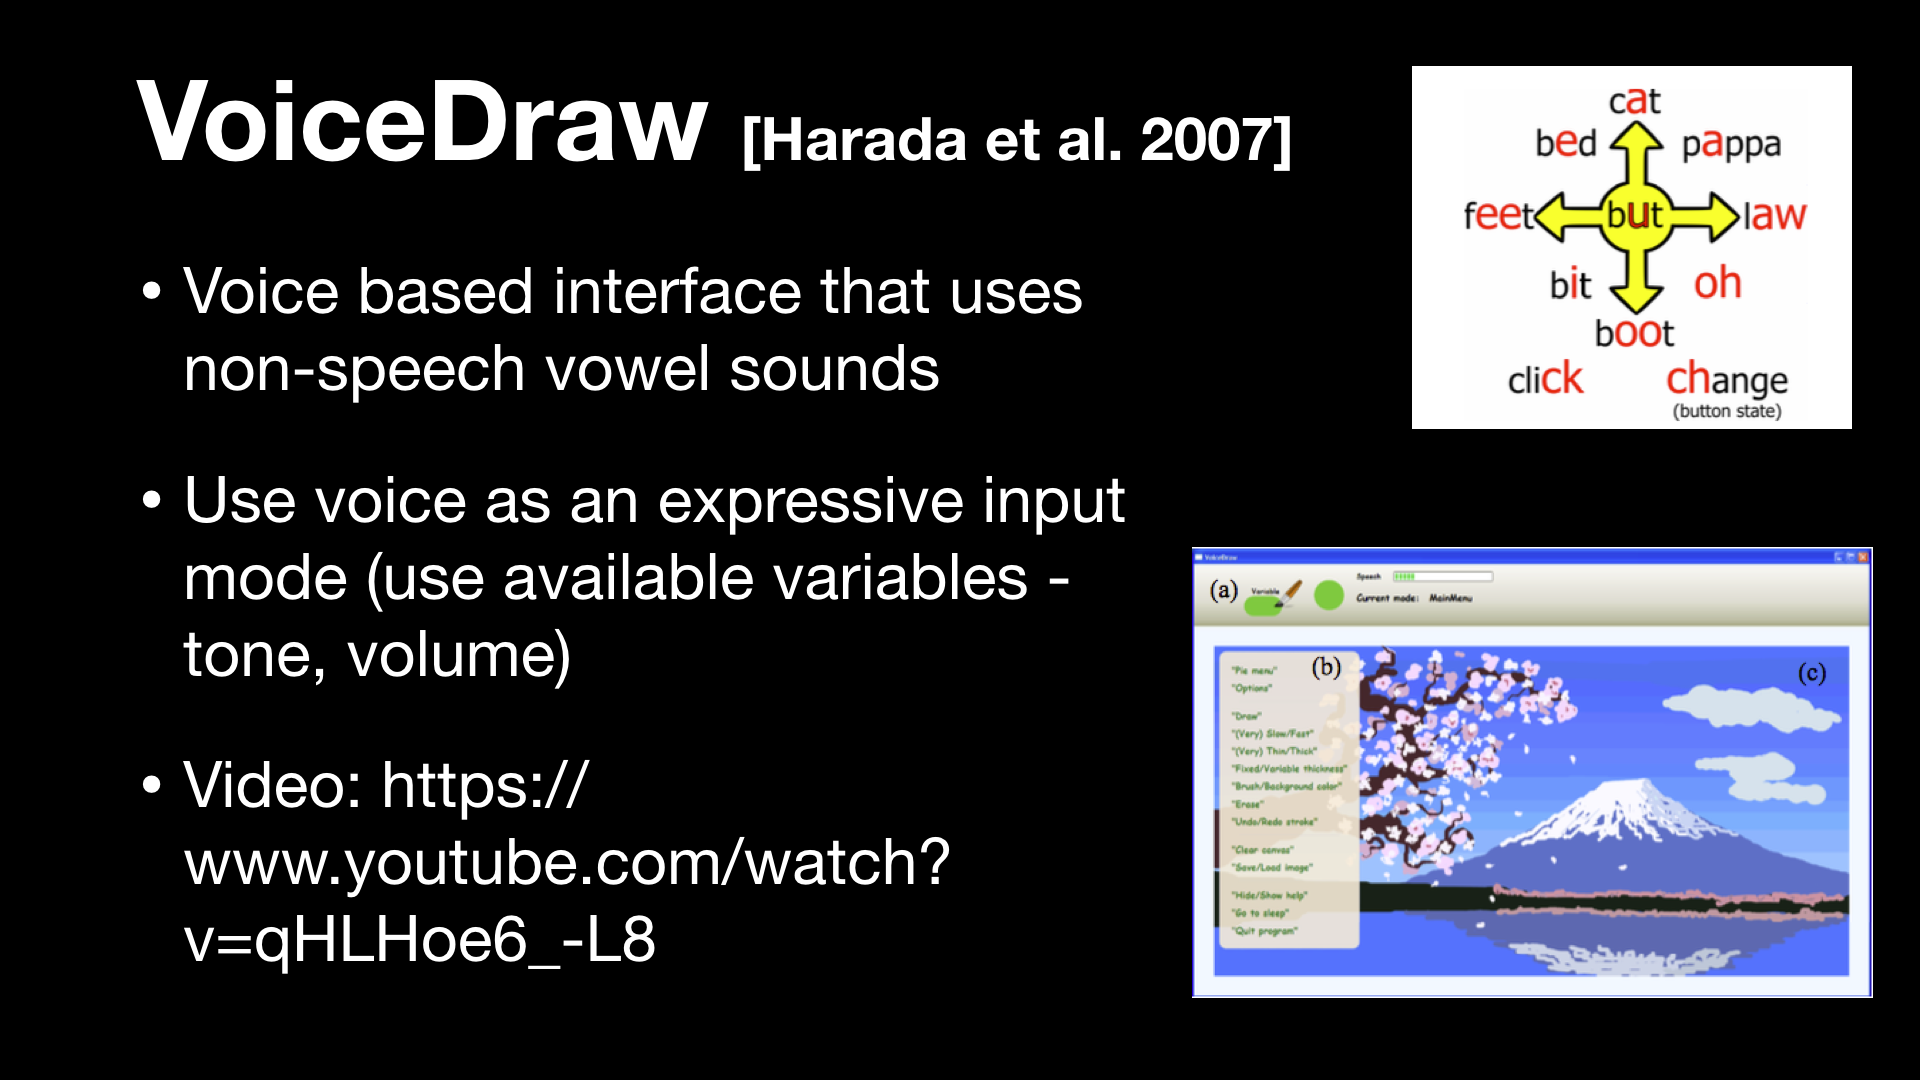 VoiceDraw [Harada et al. 2007]
• Voice based interface that uses
non-speech vowel sounds
• Use voice as an expressive input
mode (use available variables -
tone, volume)
• Video: https://
www.youtube.com/watch?
v=qHLHoe6_-L8
cat
bed pappa
feet but law
bit oh
boot
click change
(button state)
VoiceDraw
(a) Variable Speech
Current mode: MainMenu
(b)
(c)
"Pie menu"
"Options"
"Draw"
"(Very) Slow/Fast"
"(Very) Thin/Thick"
"Fixed/Variable thickness"
"Brush/Background color"
"Erase"
"Undo/Redo stroke"
"Clear canvas"
"Save/Load image"
"Hide/Show help"
"Go to sleep"
"Quit program"